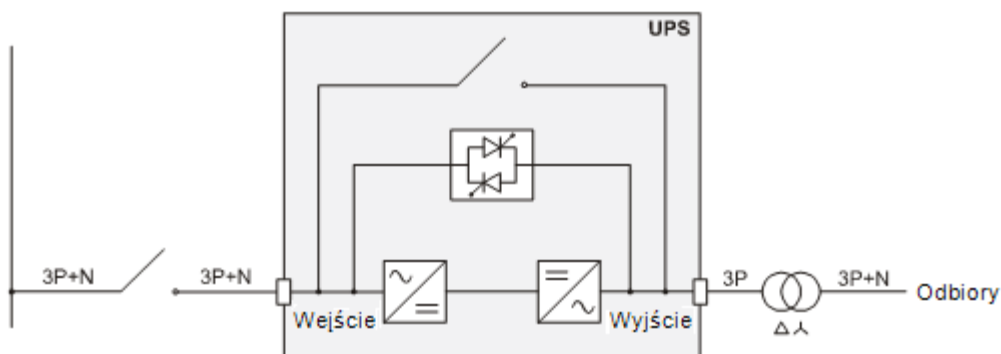 UPS
3P+N
3P+N
3P
3P+N
Odbiory
Wejście
Wyjście